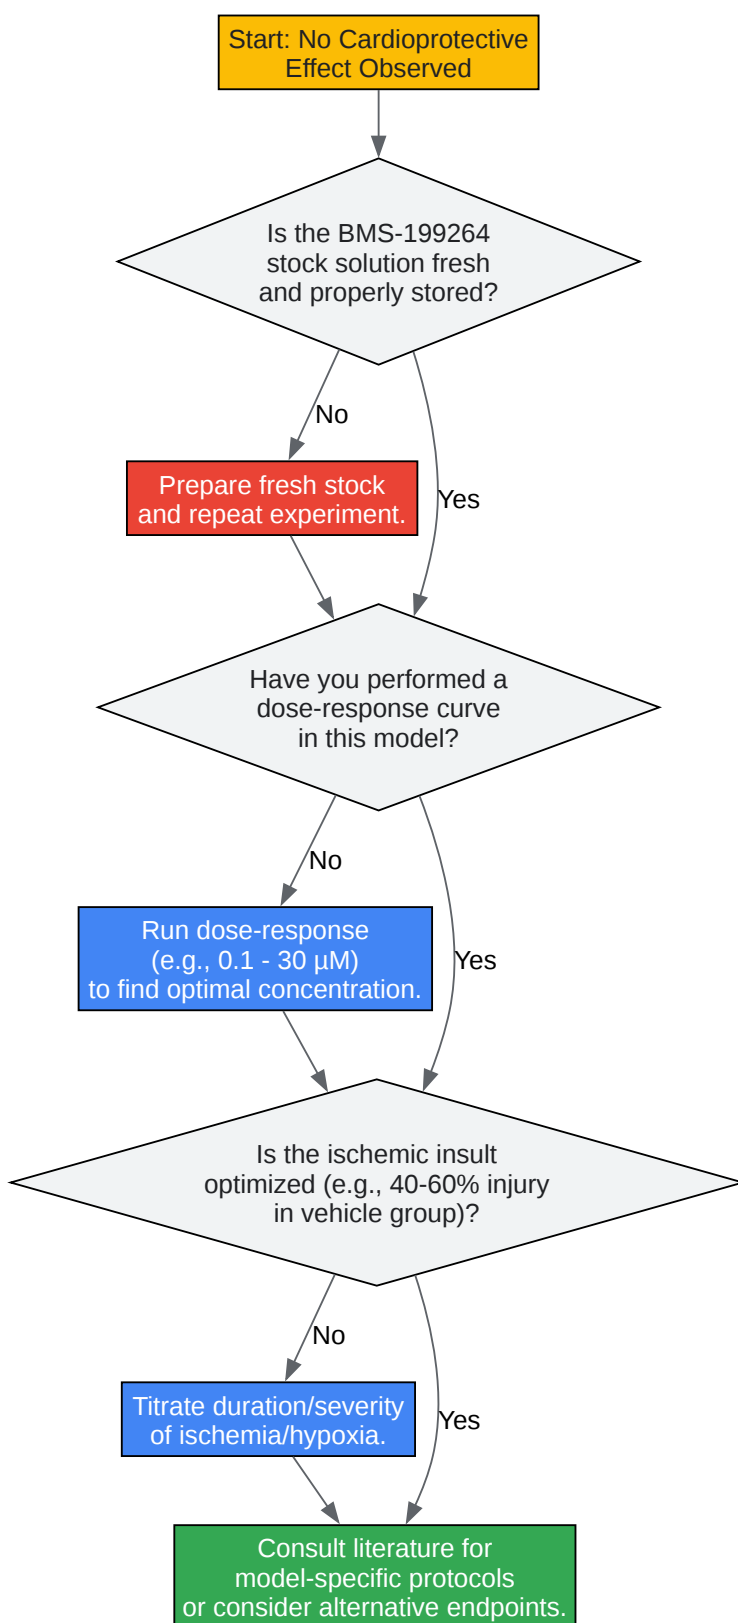 Start: No Cardioprotective
Effect Observed
Is the BMS-199264
stock solution fresh
and properly stored?
No
Prepare fresh stock
and repeat experiment.
Yes
Have you performed a
dose-response curve
in this model?
No
Run dose-response
(e.g., 0.1 - 30 µM)
to find optimal concentration.
Yes
Is the ischemic insult
optimized (e.g., 40-60% injury
in vehicle group)?
No
Titrate duration/severity
of ischemia/hypoxia.
Yes
Consult literature for
model-specific protocols
or consider alternative endpoints.